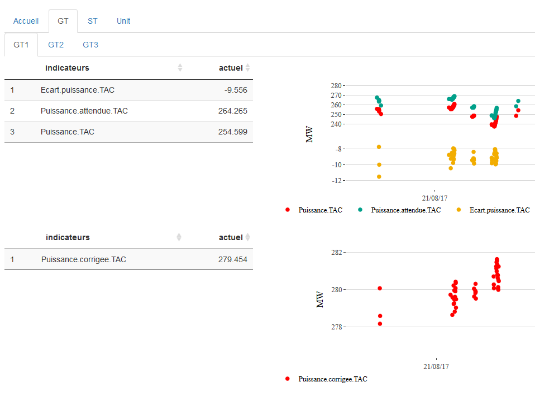 Accueil GT ST Unit
GT1 GT2 GT3
indicateurs actuel
1 Ecart.puissance.TAC -9.556
2 Puissance.attendue.TAC 264.265
3 Puissance.TAC 254.599
280
270
260
250
240
MW
-8
-10
-12
21/08/17
Puissance.TAC Puissance.attendue.TAC Ecart.puissance.TAC
indicateurs actuel
1 Puissance.corrigee.TAC 279.454
282
280
278
MW
21/08/17
Puissance.corrigee.TAC